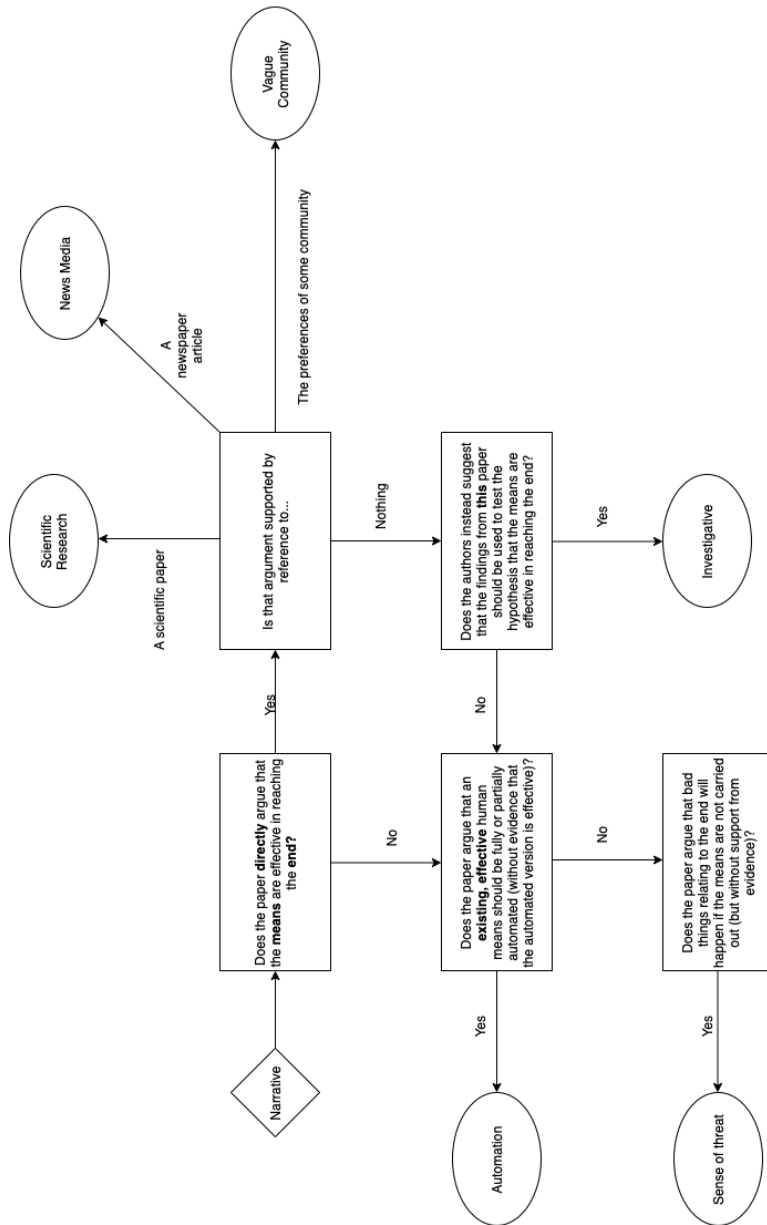 Narrative
Does the paper directly argue that
the means are effective in reaching
the end?
Yes
Is that argument supported by
reference to...
A scientific paper
Scientific
Research
A
newspaper
article
News Media
The preferences of some community
Vague
Community
Nothing
Does the authors instead suggest
that the findings from this paper
should be used to test the
hypothesis that the means are
effective in reaching the end?
Yes
Investigative
No
No
Does the paper argue that an
existing, effective human
means should be fully or partially
automated (without evidence that
the automated version is effective)?
Yes
Automation
No
Does the paper argue that bad
things relating to the end will
happen if the means are not carried
out (but without support from
evidence)?
Yes
Sense of threat